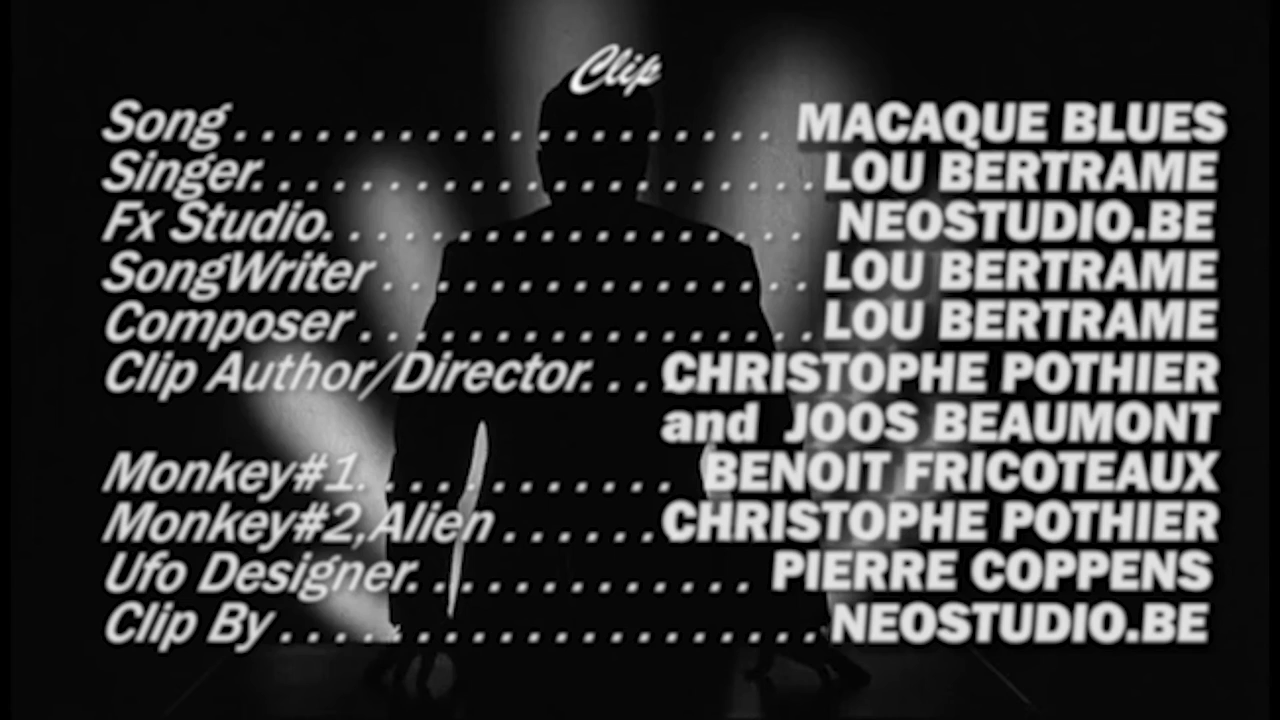 Clip
Song . . . . . . . . . . . . . . . . . . . . MACAQUE BLUES
Singer. . . . . . . . . . . . . . . . . . . . . . LOU BERTRAME
Fx Studio. . . . . . . . . . . . . . . . . . NEOSTUDIO.BE
SongWriter . . . . . . . . . . . . . . . . LOU BERTRAME
Composer . . . . . . . . . . . . . . . . . LOU BERTRAME
Clip Author/Director. . . . CHRISTOPHE POTHIER
and JOOS BEAUMONT
Monkey#1. . . . . . . . . . . . BENOIT FRICOTEAUX
Monkey#2,Alien . . . . . . CHRISTOPHE POTHIER
Ufo Designer. . . . . . . . . . . . . PIERRE COPPENS
Clip By . . . . . . . . . . . . . . . . . . . . NEOSTUDIO.BE